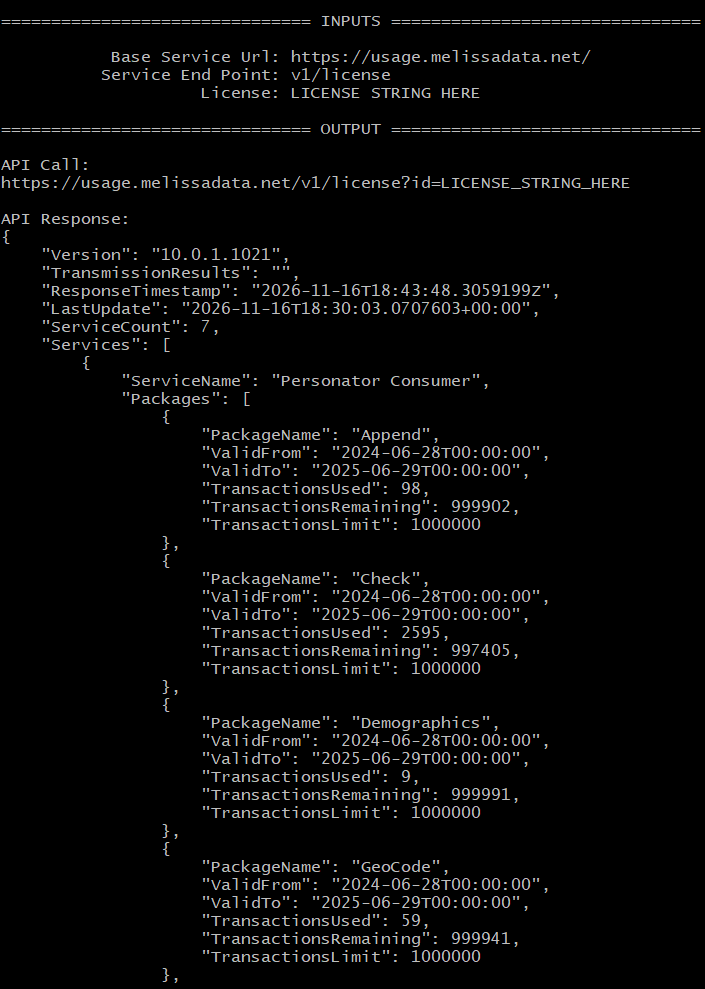 =============================== INPUTS ===============================
Base Service Url: https://usage.melissadata.net/
Service End Point: v1/license
License: LICENSE STRING HERE
=============================== OUTPUT ===============================
API Call:
https://usage.melissadata.net/v1/license?id=LICENSE_STRING_HERE
API Response:
{
    "Version": "10.0.1.1021",
    "TransmissionResults": "",
    "ResponseTimestamp": "2026-11-16T18:43:48.3059199Z",
    "LastUpdate": "2026-11-16T18:30:03.0707603+00:00",
    "ServiceCount": 7,
    "Services": [
        {
            "ServiceName": "Personator Consumer",
            "Packages": [
                {
                    "PackageName": "Append",
                    "ValidFrom": "2024-06-28T00:00:00",
                    "ValidTo": "2025-06-29T00:00:00",
                    "TransactionsUsed": 98,
                    "TransactionsRemaining": 999902,
                    "TransactionsLimit": 1000000
                },
                {
                    "PackageName": "Check",
                    "ValidFrom": "2024-06-28T00:00:00",
                    "ValidTo": "2025-06-29T00:00:00",
                    "TransactionsUsed": 2595,
                    "TransactionsRemaining": 997405,
                    "TransactionsLimit": 1000000
                },
                {
                    "PackageName": "Demographics",
                    "ValidFrom": "2024-06-28T00:00:00",
                    "ValidTo": "2025-06-29T00:00:00",
                    "TransactionsUsed": 9,
                    "TransactionsRemaining": 999991,
                    "TransactionsLimit": 1000000
                },
                {
                    "PackageName": "GeoCode",
                    "ValidFrom": "2024-06-28T00:00:00",
                    "ValidTo": "2025-06-29T00:00:00",
                    "TransactionsUsed": 59,
                    "TransactionsRemaining": 999941,
                    "TransactionsLimit": 1000000
                },